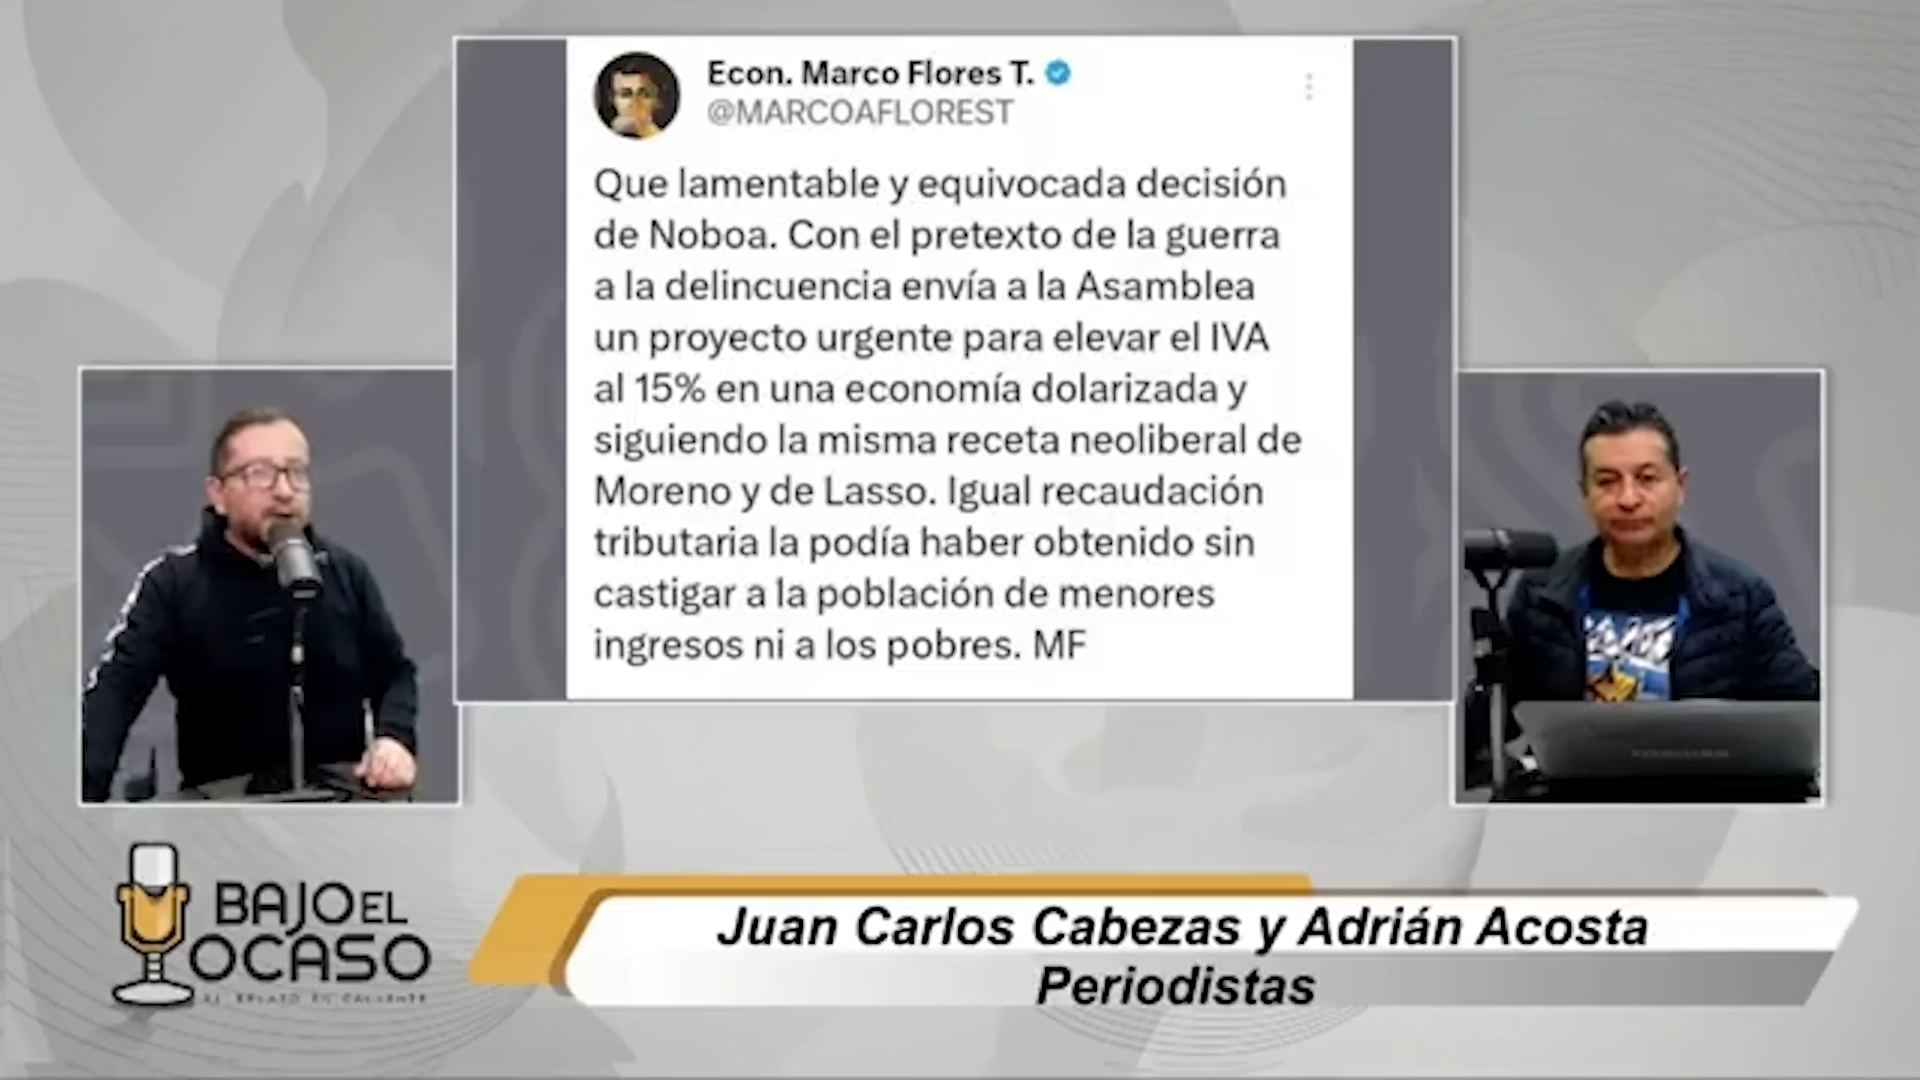 Econ. Marco Flores T.
@MARCOAFLOREST
Que lamentable y equivocada decisión
de Noboa. Con el pretexto de la guerra
a la delincuencia envía a la Asamblea
un proyecto urgente para elevar el IVA
al 15% en una economía dolarizada y
siguiendo la misma receta neoliberal de
Moreno y de Lasso. Igual recaudación
tributaria la podía haber obtenido sin
castigar a la población de menores
ingresos ni a los pobres. MF
BAJO EL
OCASO
Juan Carlos Cabezas y Adrián Acosta
Periodistas